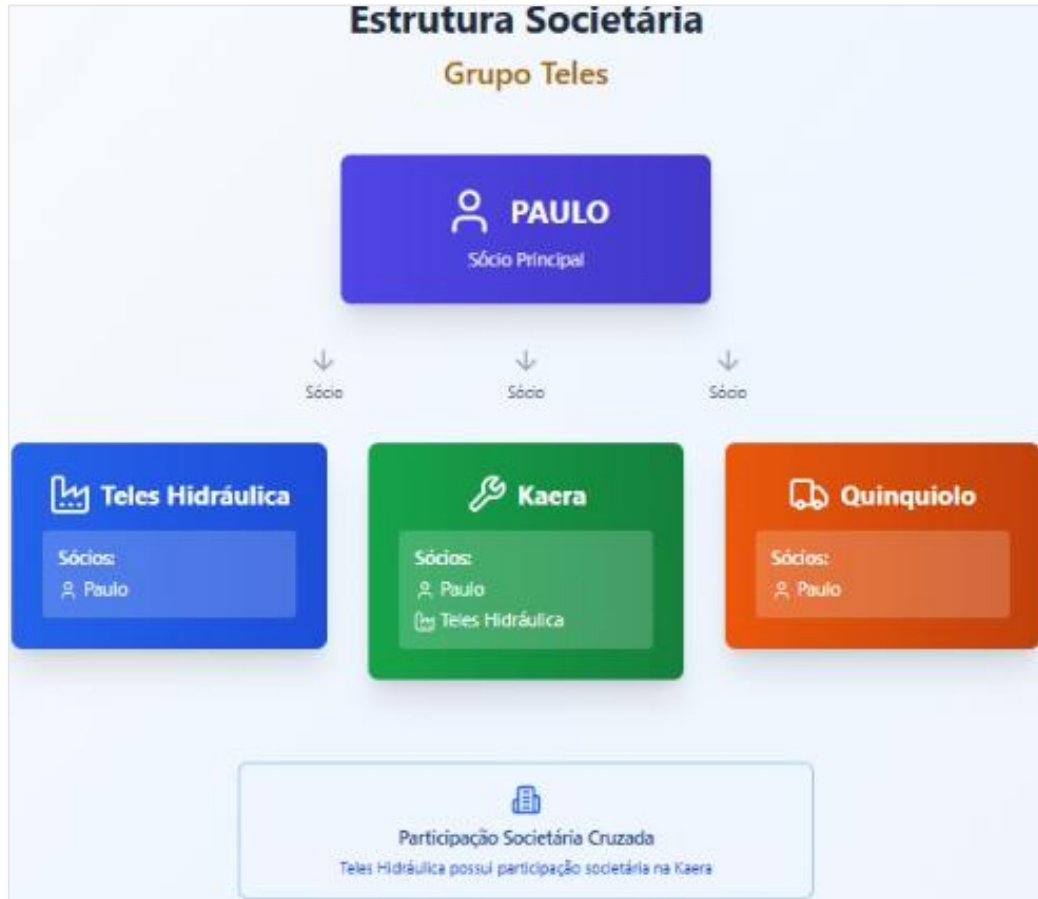 Estrutura Societária
Grupo Teles
PAULO
Sócio Principal
Sócio
Sócio
Sócio
Teles Hidráulica
Sócios:
Paulo
Kaera
Sócios:
Paulo
Teles Hidráulica
Quinquiolo
Sócios:
Paulo
Participação Societária Cruzada
Teles Hidráulica possui participação societária na Kaera